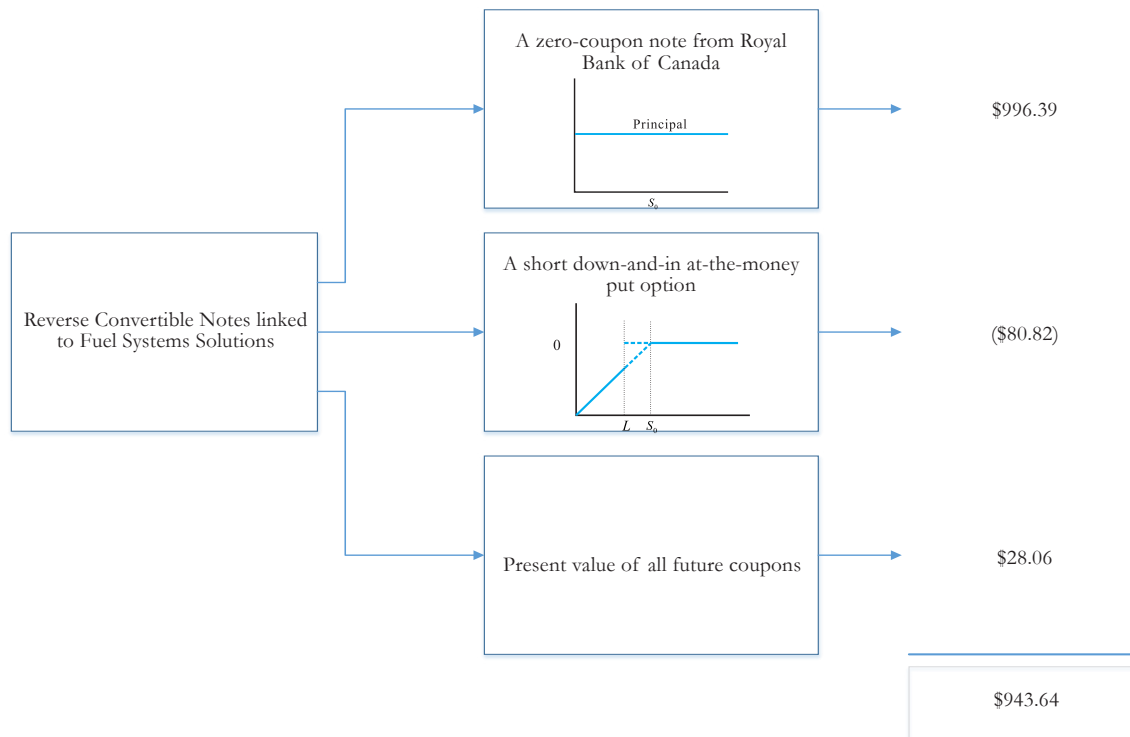 A zero-coupon note from Royal
Bank of Canada
Principal
S₀
$996.39
Reverse Convertible Notes linked
to Fuel Systems Solutions
A short down-and-in at-the-money
put option
0
L S₀
($80.82)
Present value of all future coupons
$28.06
$943.64